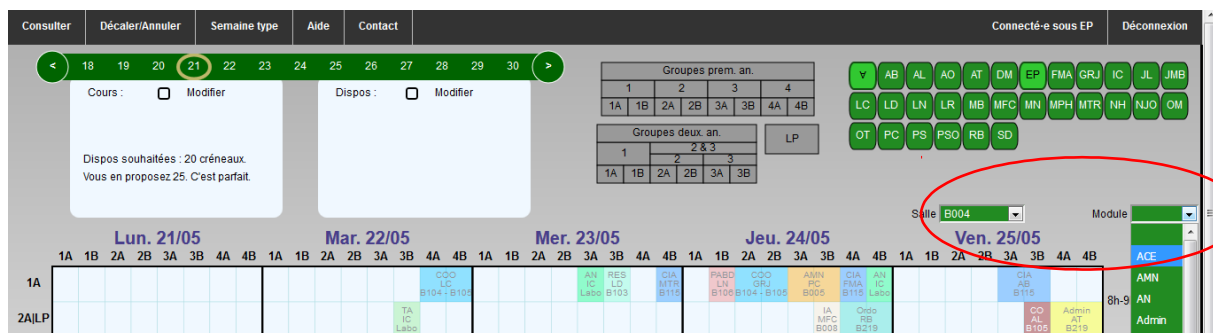 Consulter Décaler/Annuler Semaine type Aide Contact Connecté-e sous EP Déconnexion
< 18 19 20 21 22 23 24 25 26 27 28 29 30 >
Cours : Modifier
Dispos souhaitées : 20 créneaux.
Vous en proposez 25. C'est parfait.
Dispos : Modifier
Groupes prem. an.
1 2 3 4
1A 1B 2A 2B 3A 3B 4A 4B
Groupes deux. an.
1 2 & 3
2 3
1A 1B 2A 2B 3A 3B
LP
∀ AB AL AO AT DM EP FMA GRJ IC JL JMB
LC LD LN LR MB MFC MN MPH MTR NH NJO OM
OT PC PS PSO RB SD
Salle B004 Module
Lun. 21/05 Mar. 22/05 Mer. 23/05 Jeu. 24/05 Ven. 25/05
1A 1B 2A 2B 3A 3B 4A 4B 1A 1B 2A 2B 3A 3B 4A 4B 1A 1B 2A 2B 3A 3B 4A 4B 1A 1B 2A 2B 3A 3B 4A 4B 1A 1B 2A 2B 3A 3B 4A 4B
ACE
AMN
AN
Admin
1A
COO LC B104 - B105
AN IC Labo
RES LD B103
CIA MTR B115
PABD LN B106
COO GRJ B104 - B105
AMN PC B005
CIA FMA B115
AN IC Labo
CIA AB B115
8h-9
2A|LP
TA IC Labo
IA MFC B008
Ordo RB B219
CO AL B105
Admin AT B219